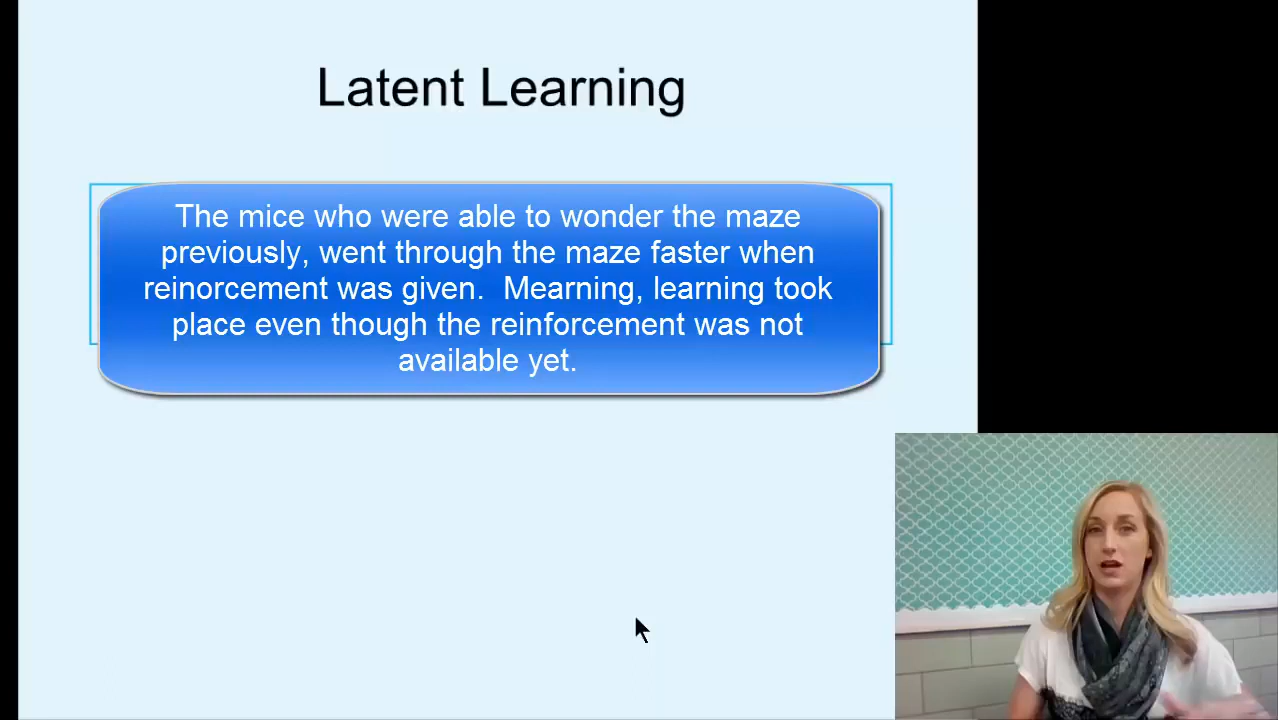 Latent Learning
The mice who were able to wonder the maze
previously, went through the maze faster when
reinorcement was given.  Mearning, learning took
place even though the reinforcement was not
available yet.